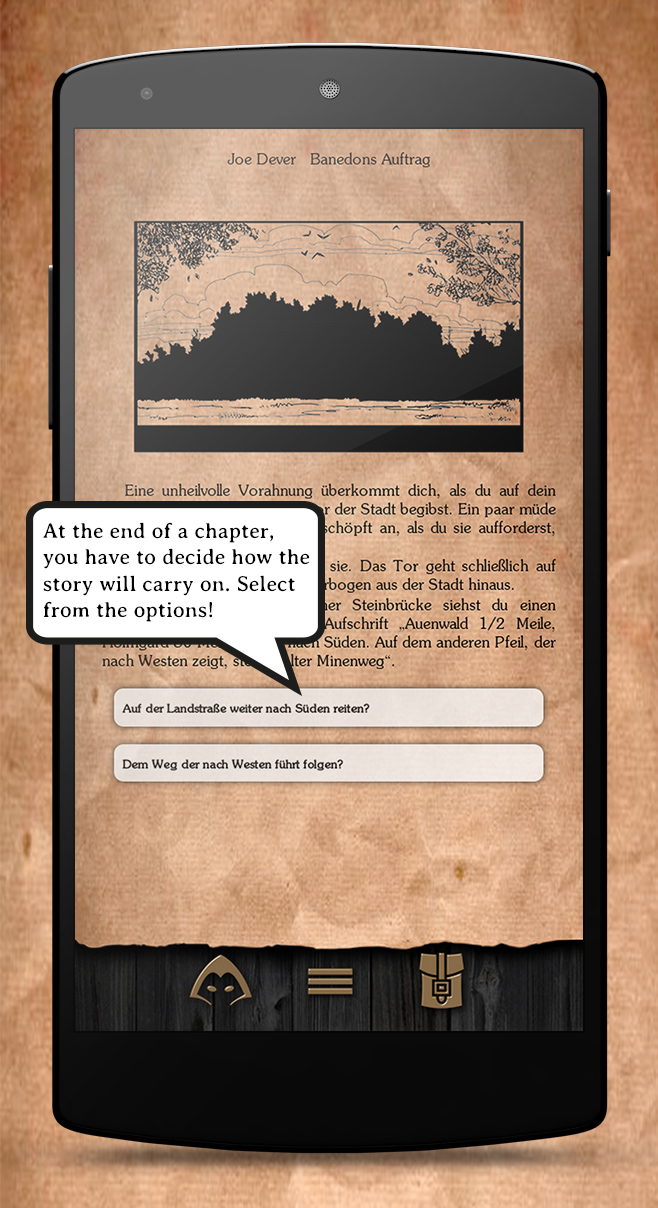 Joe Dever Banedons Auftrag
Eine unheilvolle Vorahnung überkommt dich, als du auf dein
der Stadt begibst. Ein paar müde
schöpft an, als du sie aufforderst,
At the end of a chapter,
you have to decide how the
story will carry on. Select
from the options!
sie. Das Tor geht schließlich auf
aus der Stadt hinaus.
Steinbrücke siehst du einen
Aufschrift „Auenwald 1/2 Meile,
nach Süden. Auf dem anderen Pfeil, der
nach Westen zeigt, Minenweg“.
Auf der Landstraße weiter nach Süden reiten?
Dem Weg der nach Westen führt folgen?